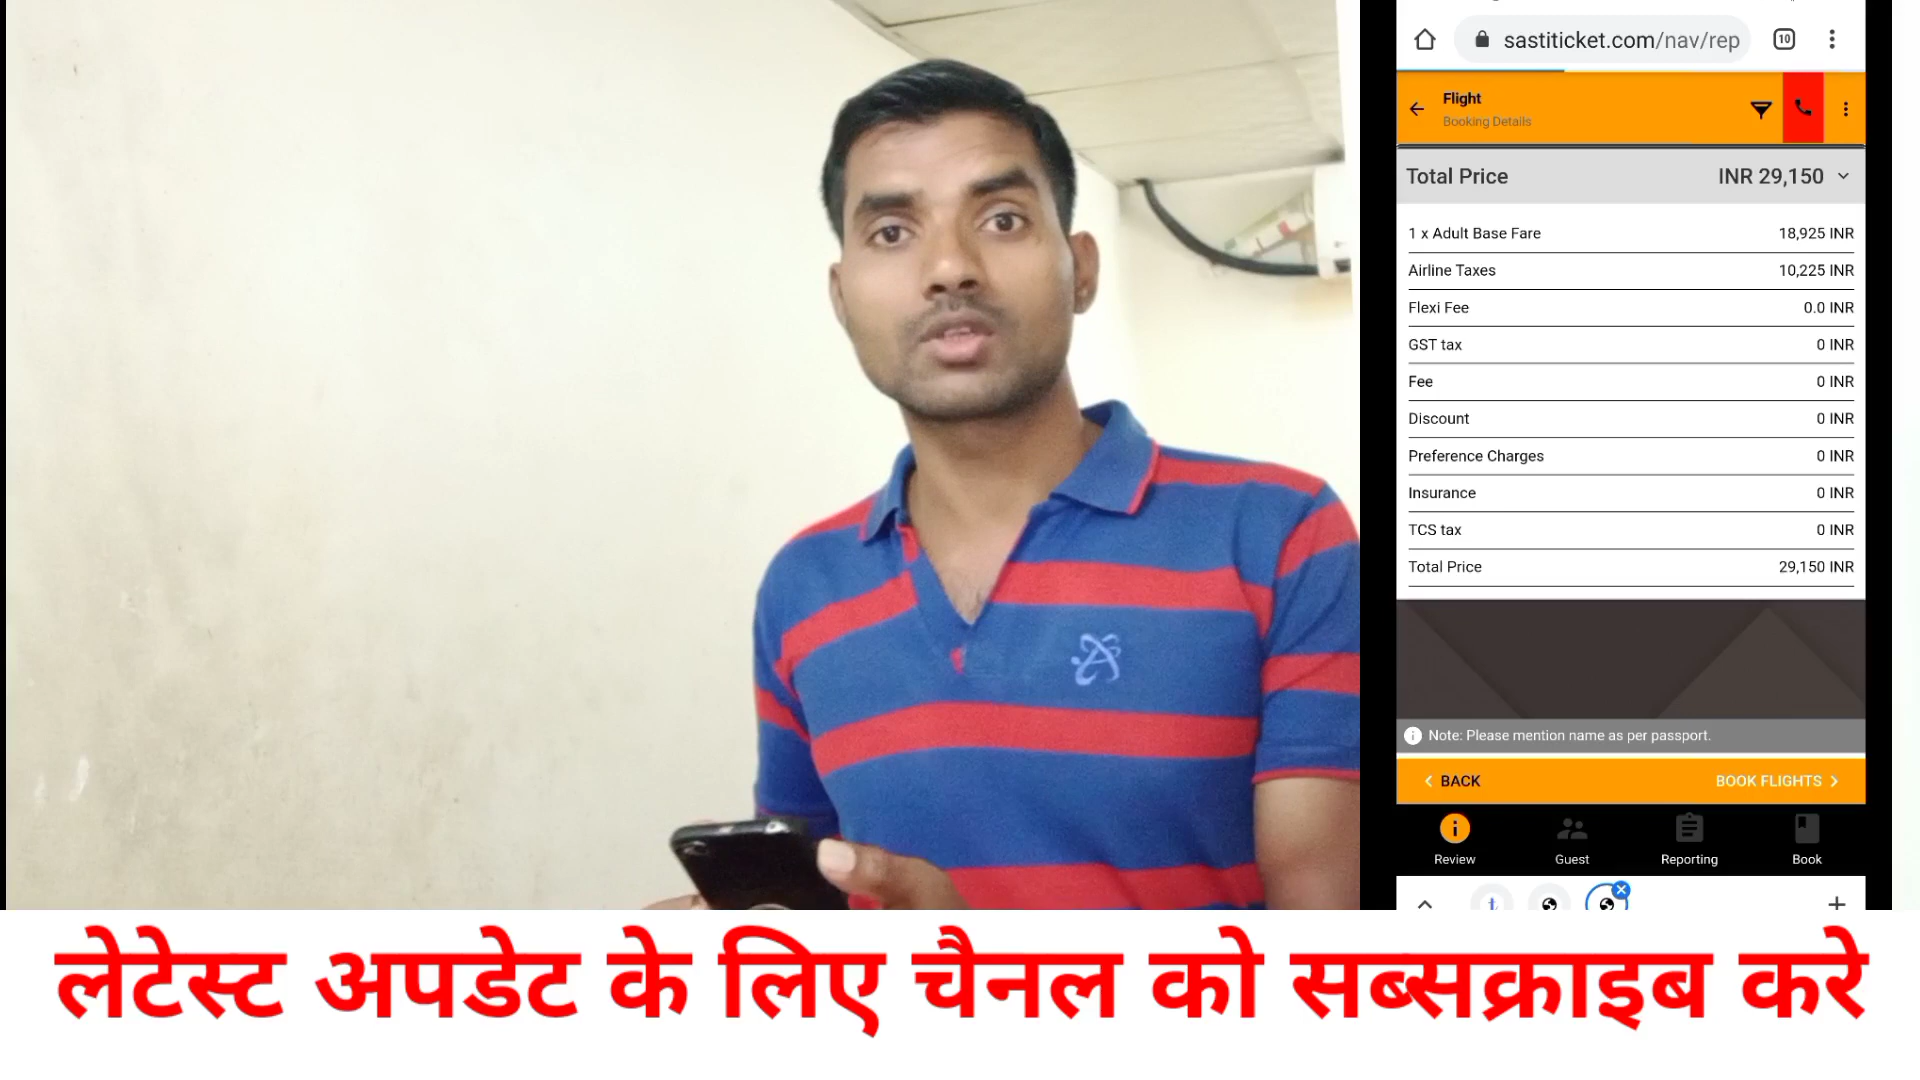 sastiticket.com/nav/rep
10
Flight
Booking Details
Total Price INR 29,150
1 x Adult Base Fare 18,925 INR
Airline Taxes 10,225 INR
Flexi Fee 0.0 INR
GST tax 0 INR
Fee 0 INR
Discount 0 INR
Preference Charges 0 INR
Insurance 0 INR
TCS tax 0 INR
Total Price 29,150 INR
Note: Please mention name as per passport.
BACK BOOK FLIGHTS
Review Guest Reporting Book
लेटेस्ट अपडेट के लिए चैनल को सब्सक्राइब करे